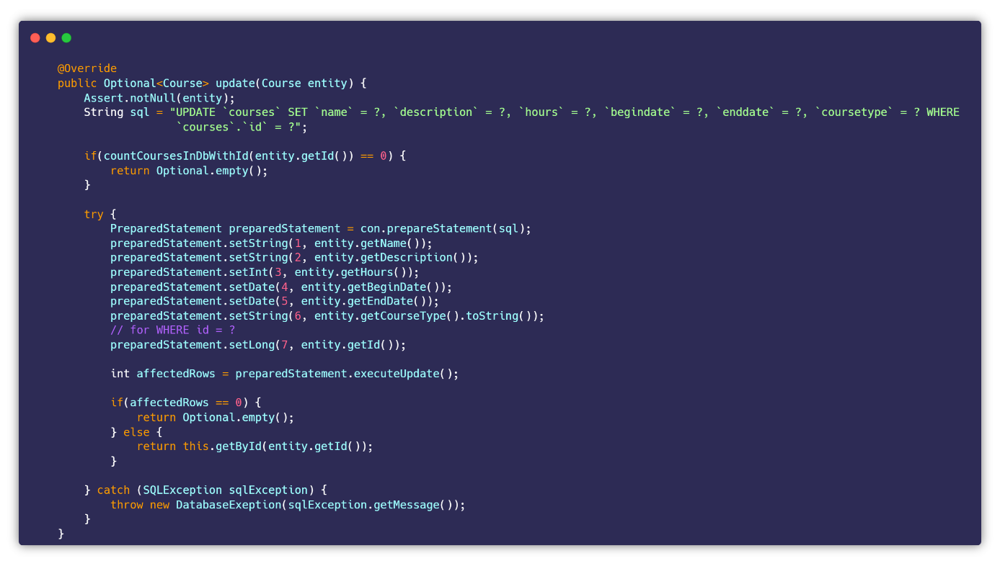 @Override
public Optional<Course> update(Course entity) {
    Assert.notNull(entity);
    String sql = "UPDATE `courses` SET `name` = ?, `description` = ?, `hours` = ?, `begindate` = ?, `enddate` = ?, `coursetype` = ? WHERE
                  `courses`.`id` = ?";

    if(countCoursesInDbWithId(entity.getId()) == 0) {
        return Optional.empty();
    }

    try {
        PreparedStatement preparedStatement = con.prepareStatement(sql);
        preparedStatement.setString(1, entity.getName());
        preparedStatement.setString(2, entity.getDescription());
        preparedStatement.setInt(3, entity.getHours());
        preparedStatement.setDate(4, entity.getBeginDate());
        preparedStatement.setDate(5, entity.getEndDate());
        preparedStatement.setString(6, entity.getCourseType().toString());
        // for WHERE id = ?
        preparedStatement.setLong(7, entity.getId());

        int affectedRows = preparedStatement.executeUpdate();

        if(affectedRows == 0) {
            return Optional.empty();
        } else {
            return this.getById(entity.getId());
        }

    } catch (SQLException sqlException) {
        throw new DatabaseExeption(sqlException.getMessage());
    }
}